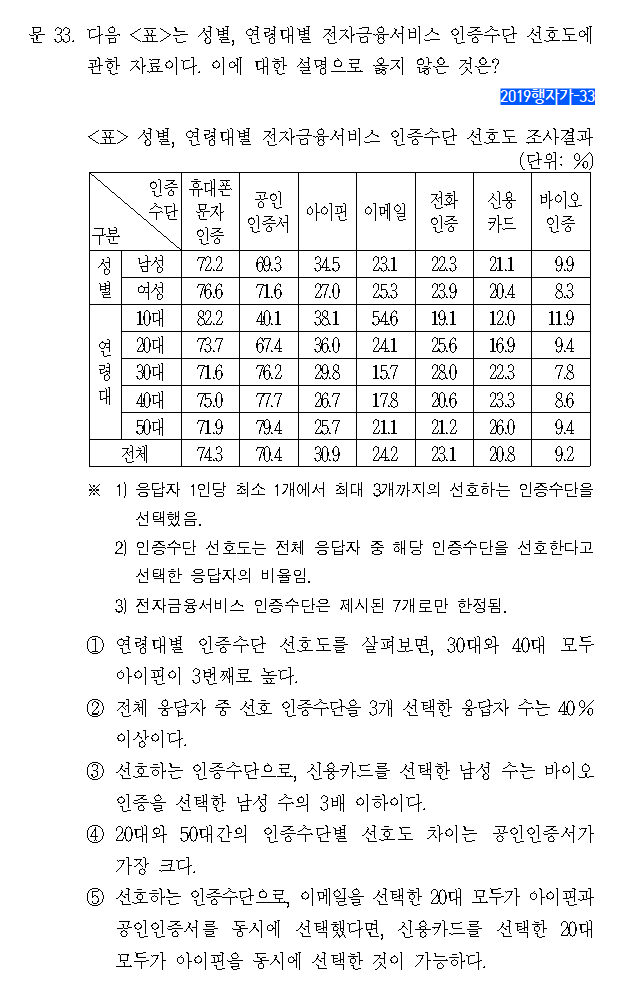 문 33. 다음 <표>는 성별, 연령대별 전자금융서비스 인증수단 선호도에
관한 자료이다. 이에 대한 설명으로 옳지 않은 것은?
2019행자가-33
<표> 성별, 연령대별 전자금융서비스 인증수단 선호도 조사결과
(단위: %)
구분 인증수단 휴대폰문자인증 공인인증서 아이핀 이메일 전화인증 신용카드 바이오인증
성별 남성 72.2 69.3 34.5 23.1 22.3 21.1 9.9
여성 76.6 71.6 27.0 25.3 23.9 20.4 8.3
연령대 10대 82.2 40.1 38.1 54.6 19.1 12.0 11.9
20대 73.7 67.4 36.0 24.1 25.6 16.9 9.4
30대 71.6 76.2 29.8 15.7 28.0 22.3 7.8
40대 75.0 77.7 26.7 17.8 20.6 23.3 8.6
50대 71.9 79.4 25.7 21.1 21.2 26.0 9.4
전체 74.3 70.4 30.9 24.2 23.1 20.8 9.2
※ 1) 응답자 1인당 최소 1개에서 최대 3개까지의 선호하는 인증수단을
선택했음.
2) 인증수단 선호도는 전체 응답자 중 해당 인증수단을 선호한다고
선택한 응답자의 비율임.
3) 전자금융서비스 인증수단은 제시된 7개로만 한정됨.
① 연령대별 인증수단 선호도를 살펴보면, 30대와 40대 모두
아이핀이 3번째로 높다.
② 전체 응답자 중 선호 인증수단을 3개 선택한 응답자 수는 40%
이상이다.
③ 선호하는 인증수단으로, 신용카드를 선택한 남성 수는 바이오
인증을 선택한 남성 수의 3배 이하이다.
④ 20대와 50대간의 인증수단별 선호도 차이는 공인인증서가
가장 크다.
⑤ 선호하는 인증수단으로, 이메일을 선택한 20대 모두가 아이핀과
공인인증서를 동시에 선택했다면, 신용카드를 선택한 20대
모두가 아이핀을 동시에 선택한 것이 가능하다.